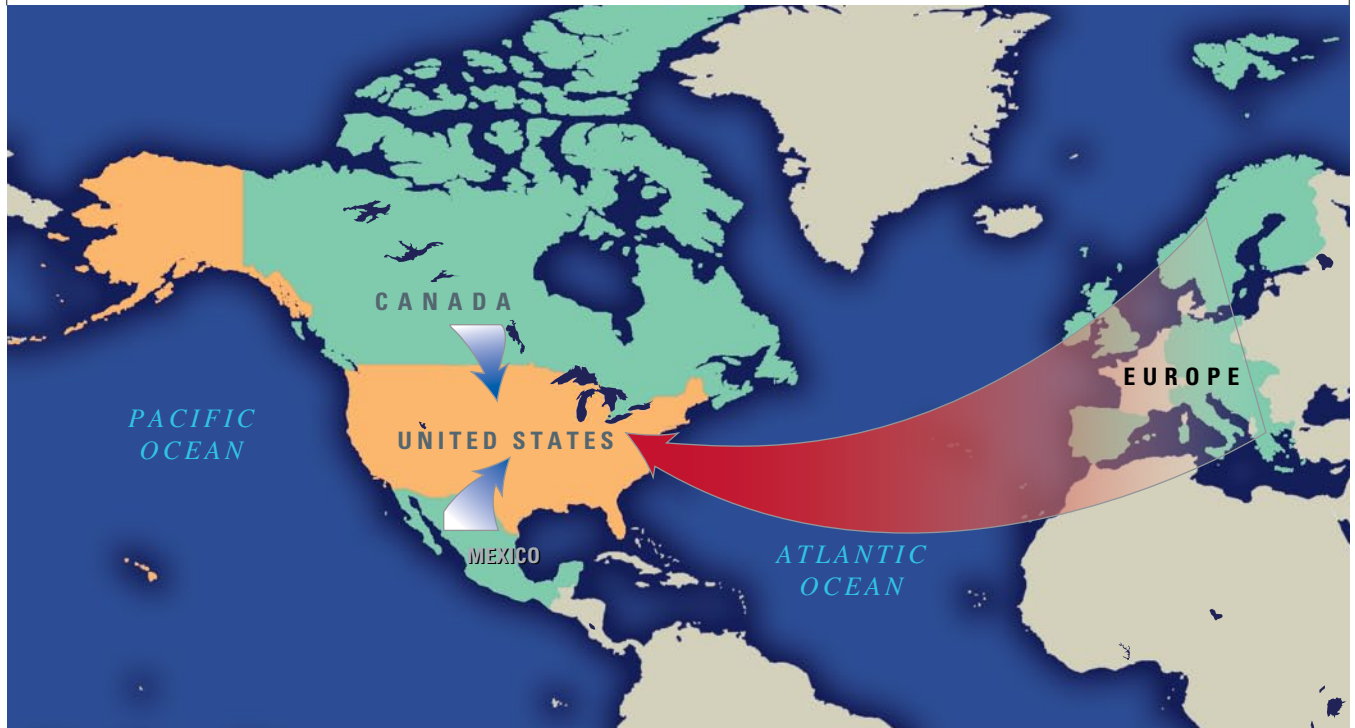 CANADA
EUROPE
PACIFIC
OCEAN
UNITED STATES
MEXICO
ATLANTIC
OCEAN